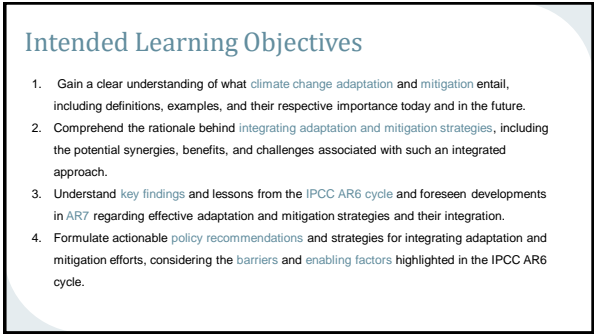 Intended Learning Objectives
1. Gain a clear understanding of what climate change adaptation and mitigation entail,
including definitions, examples, and their respective importance today and in the future.
2. Comprehend the rationale behind integrating adaptation and mitigation strategies, including
the potential synergies, benefits, and challenges associated with such an integrated
approach.
3. Understand key findings and lessons from the IPCC AR6 cycle and foreseen developments
in AR7 regarding effective adaptation and mitigation strategies and their integration.
4. Formulate actionable policy recommendations and strategies for integrating adaptation and
mitigation efforts, considering the barriers and enabling factors highlighted in the IPCC AR6
cycle.